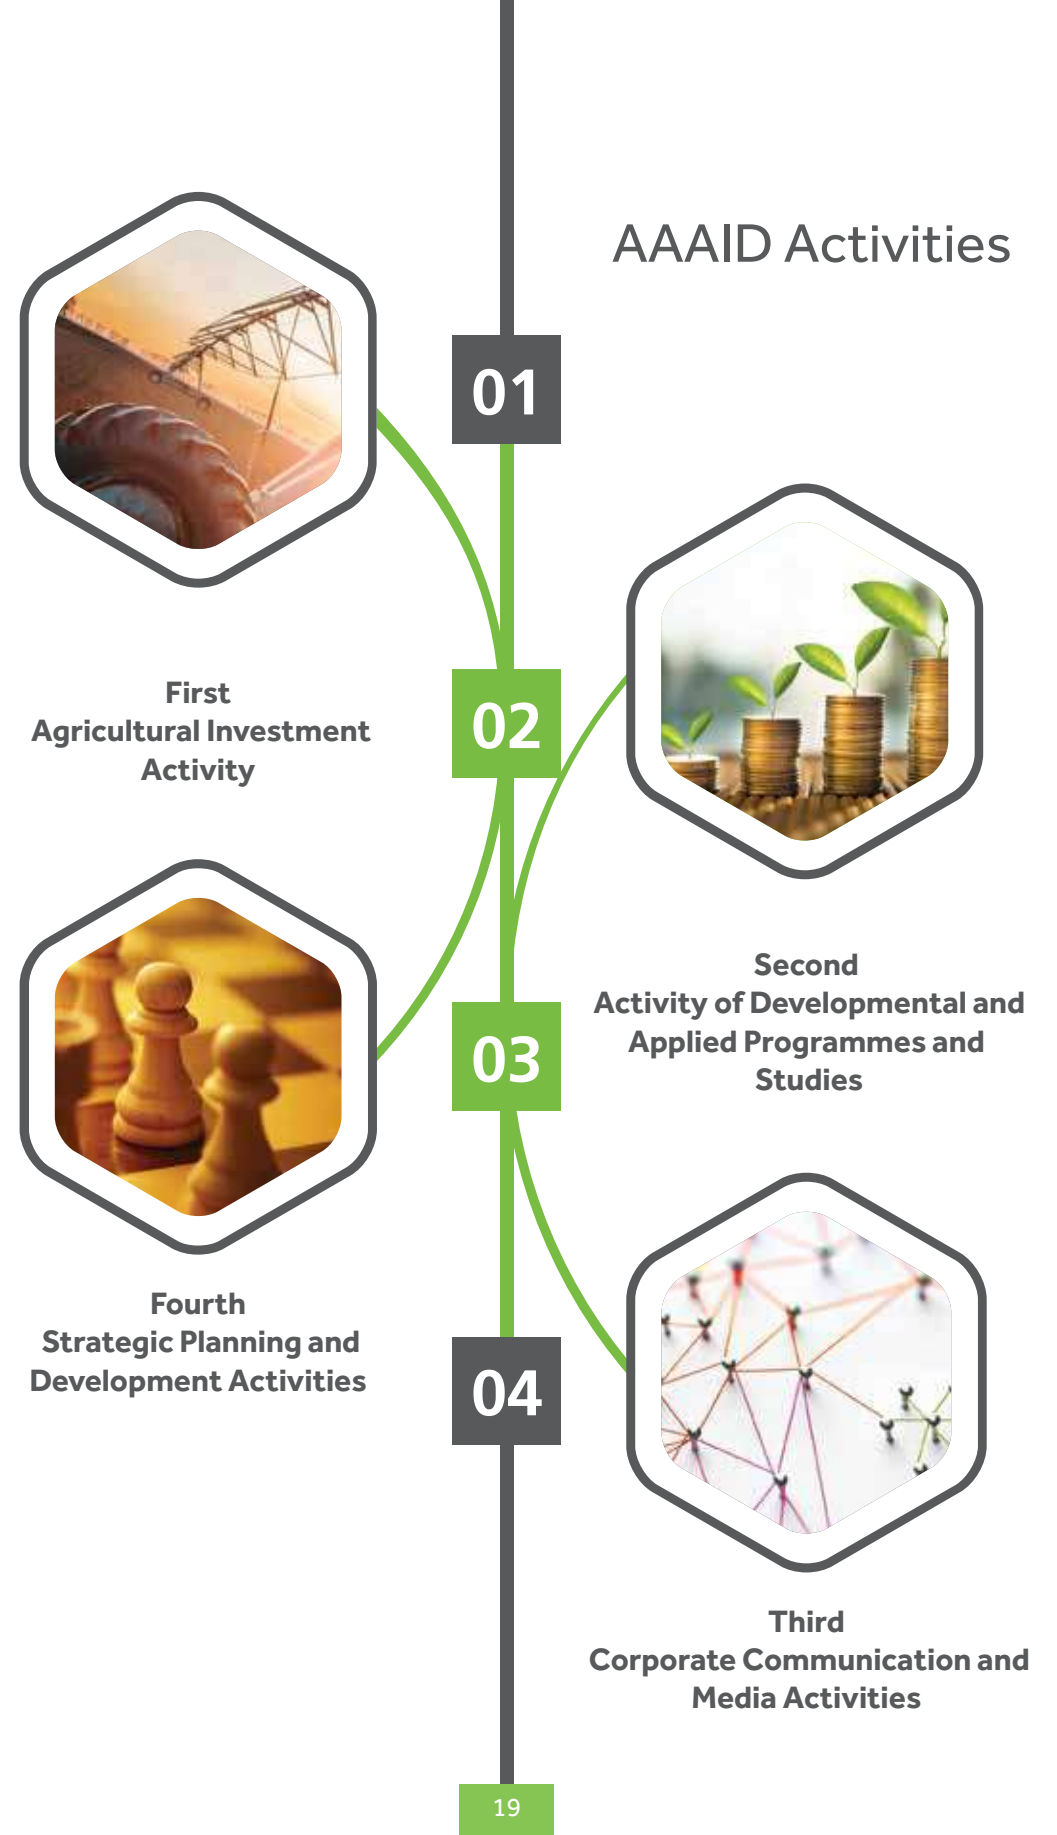 AAAID Activities
01
First
Agricultural Investment
Activity
02
Second
Activity of Developmental and
Applied Programmes and
Studies
03
Fourth
Strategic Planning and
Development Activities
04
Third
Corporate Communication and
Media Activities
19